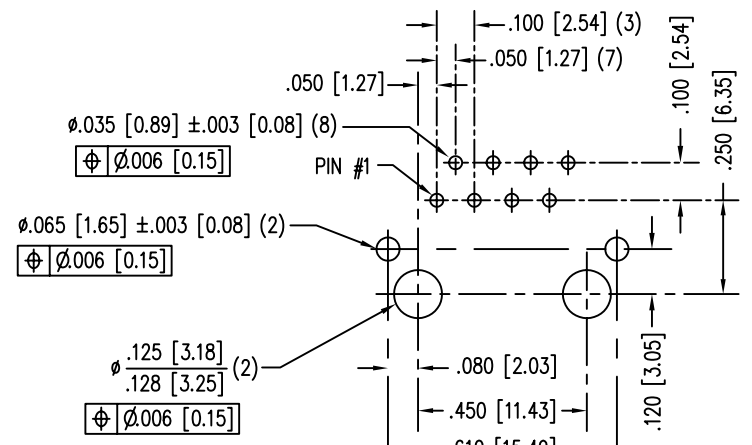 .100 [2.54] (3)
.050 [1.27] (7)
.050 [1.27]
.100 [2.54]
.250 [6.35]
ø.035 [0.89] ±.003 [0.08] (8)
⌖ Ø.006 [0.15]
PIN #1
ø.065 [1.65] ±.003 [0.08] (2)
⌖ Ø.006 [0.15]
ø .125 [3.18]
.128 [3.25] (2)
⌖ Ø.006 [0.15]
.080 [2.03]
.450 [11.43]
.120 [3.05]